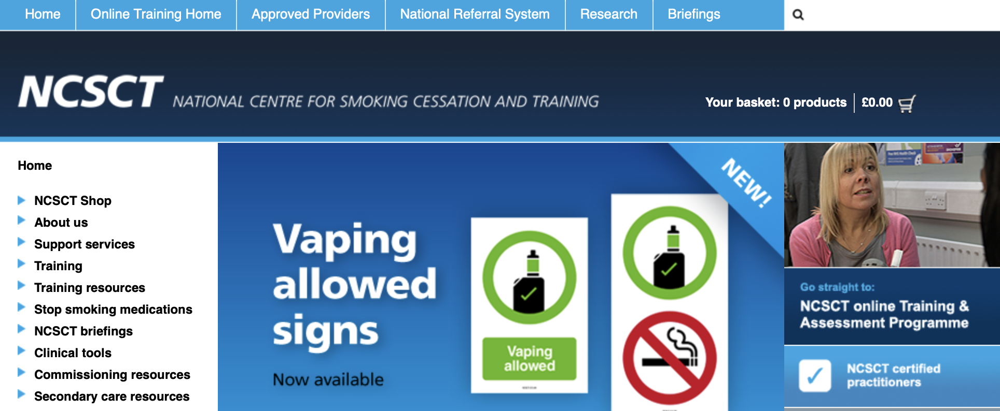 Home
Online Training Home
Approved Providers
National Referral System
Research
Briefings
NCSCT NATIONAL CENTRE FOR SMOKING CESSATION AND TRAINING
Your basket: 0 products
£0.00
Home
NCSCT Shop
About us
Support services
Training
Training resources
Stop smoking medications
NCSCT briefings
Clinical tools
Commissioning resources
Secondary care resources
Vaping
allowed
signs
Now available
Vaping
allowed
NEW!
Go straight to:
NCSCT online Training &
Assessment Programme
NCSCT certified
practitioners